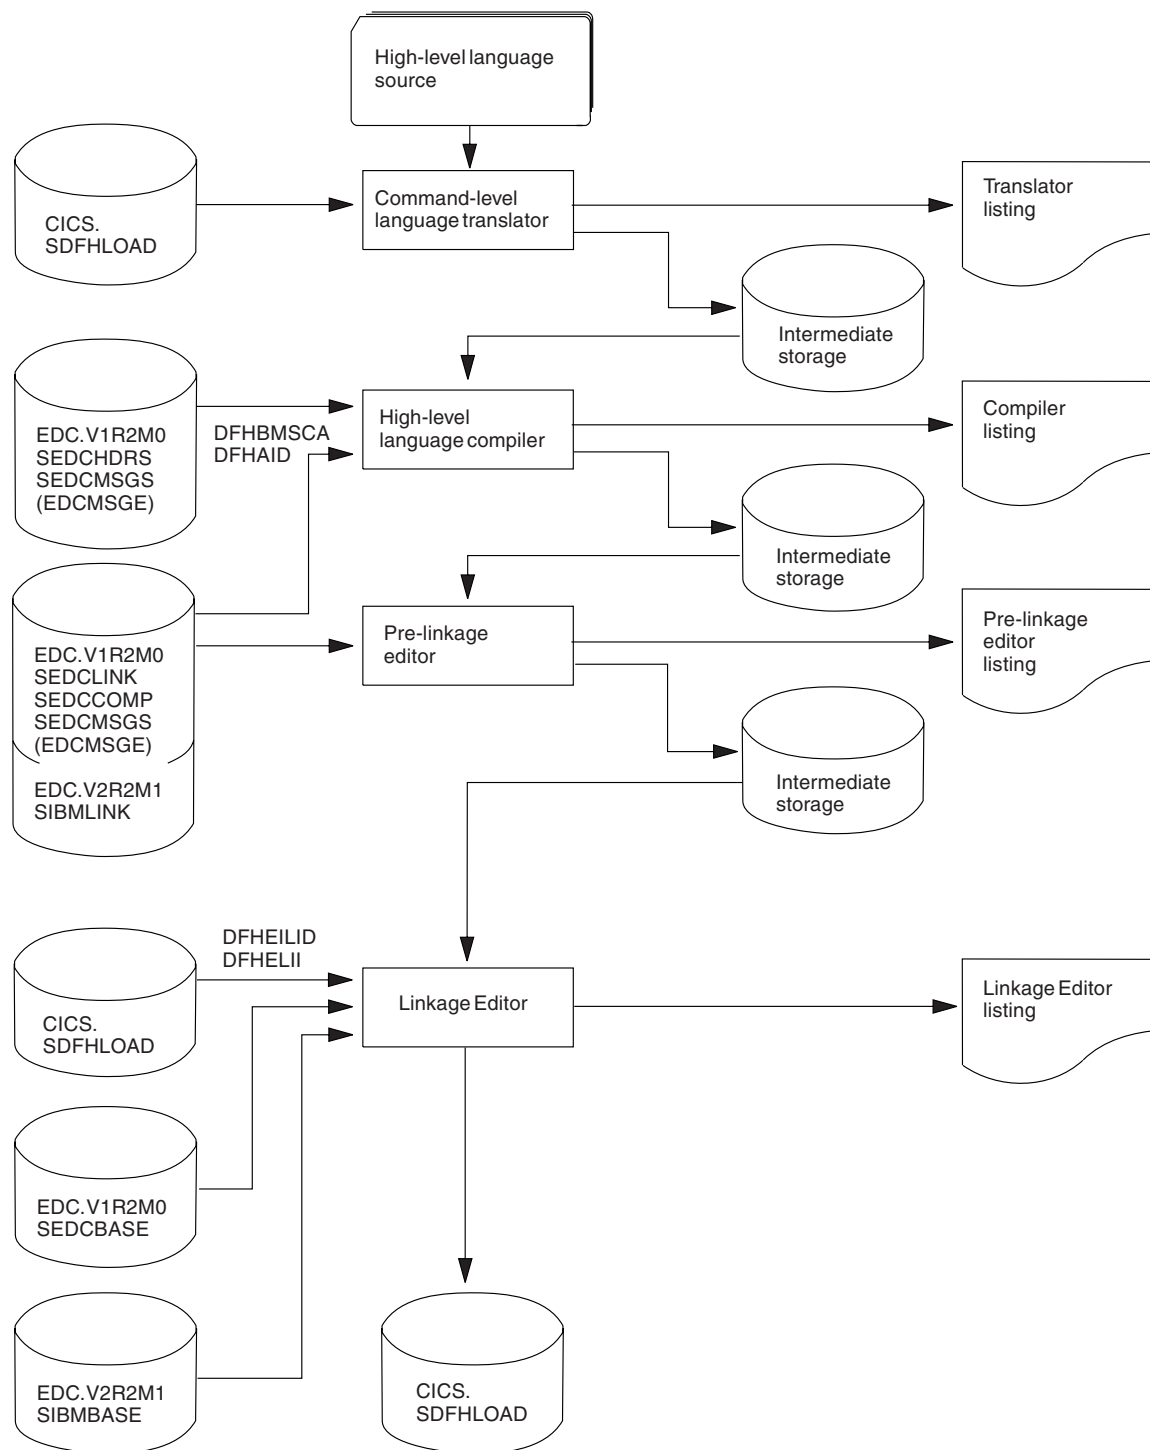 High-level language
source
CICS.
SDFHLOAD
Command-level
language translator
Translator
listing
Intermediate
storage
EDC.V1R2M0
SEDCHDRS
SEDCMSGS
(EDCMSGE)
DFHBMSCA
DFHAID
High-level
language compiler
Compiler
listing
Intermediate
storage
EDC.V1R2M0
SEDCLINK
SEDCCOMP
SEDCMSGS
(EDCMSGE)
EDC.V2R2M1
SIBMLINK
Pre-linkage
editor
Pre-linkage
editor
listing
Intermediate
storage
CICS.
SDFHLOAD
DFHEILID
DFHELII
Linkage Editor
Linkage Editor
listing
EDC.V1R2M0
SEDCBASE
EDC.V2R2M1
SIBMBASE
CICS.
SDFHLOAD